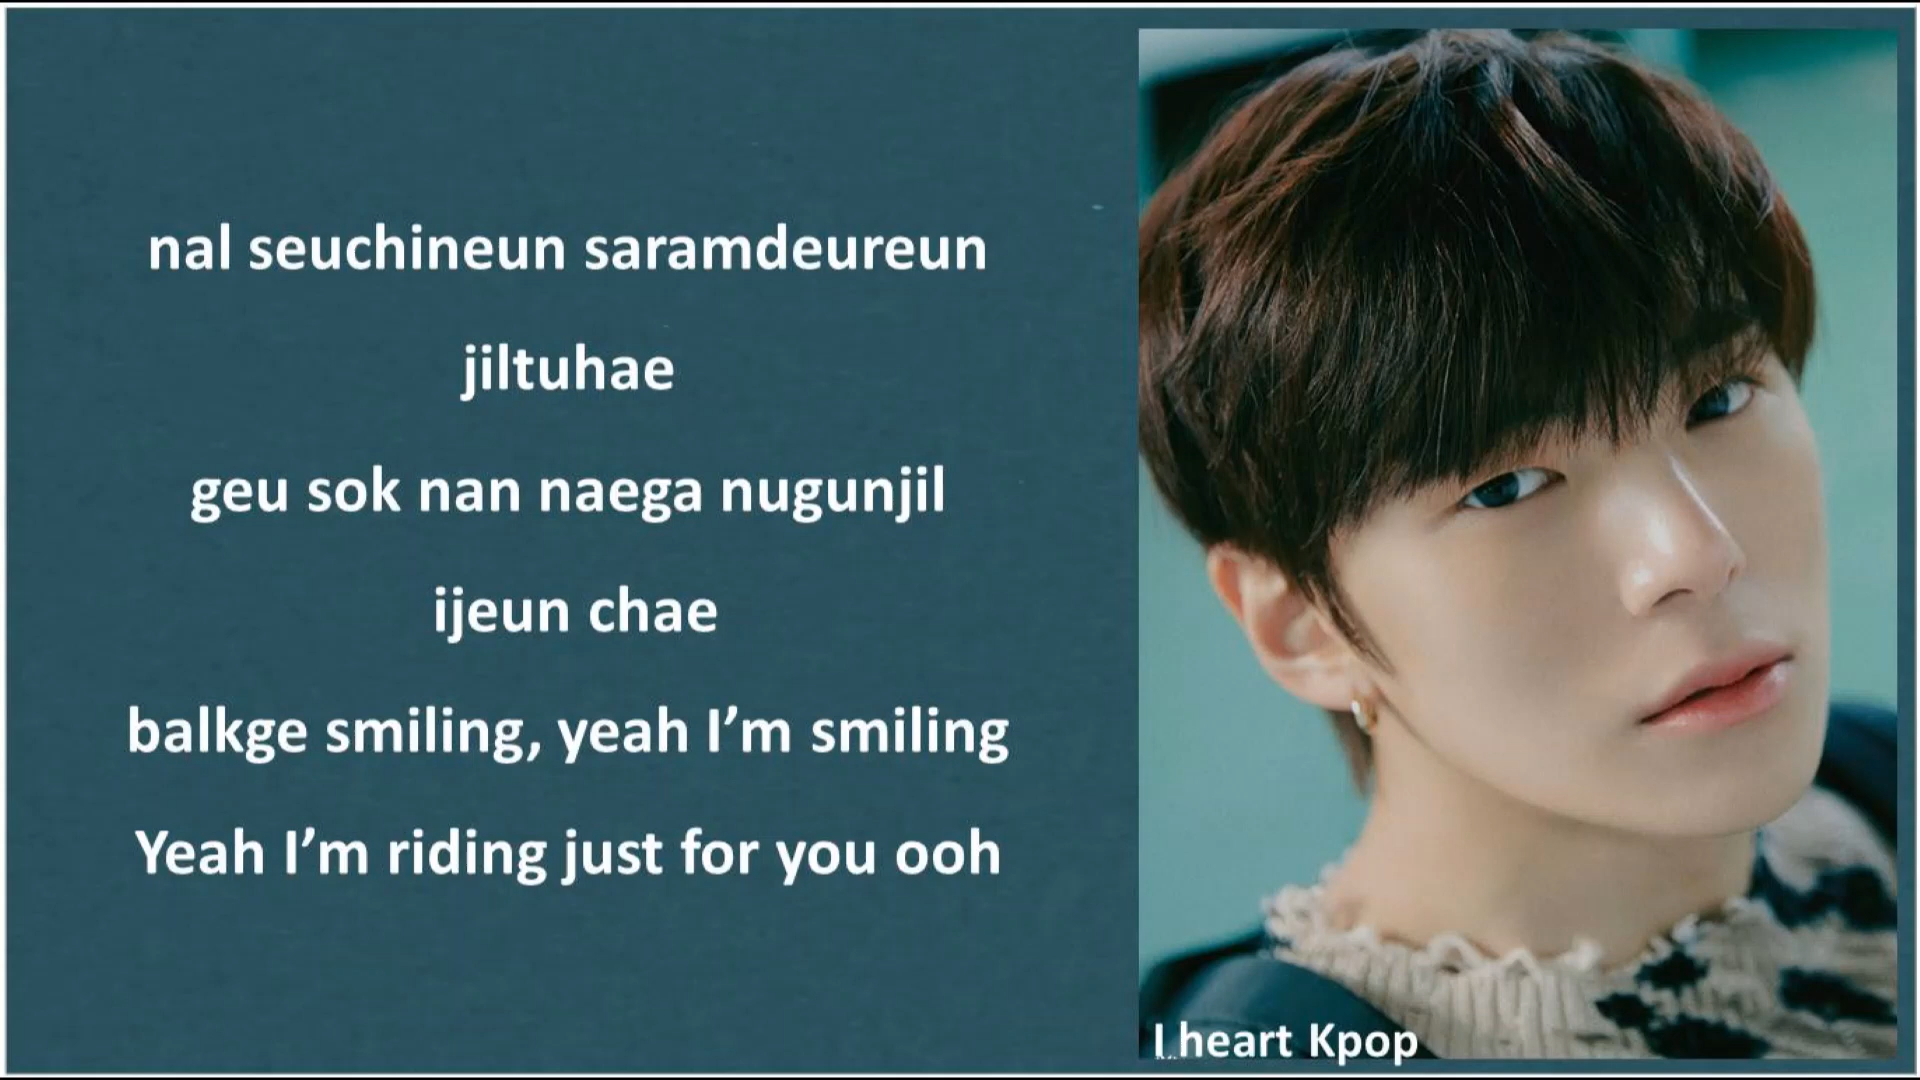 nal seuchineun saramdeureun
jiltuhae
geu sok nan naega nugunjil
ijeun chae
balkge smiling, yeah I’m smiling
Yeah I’m riding just for you ooh
I heart Kpop